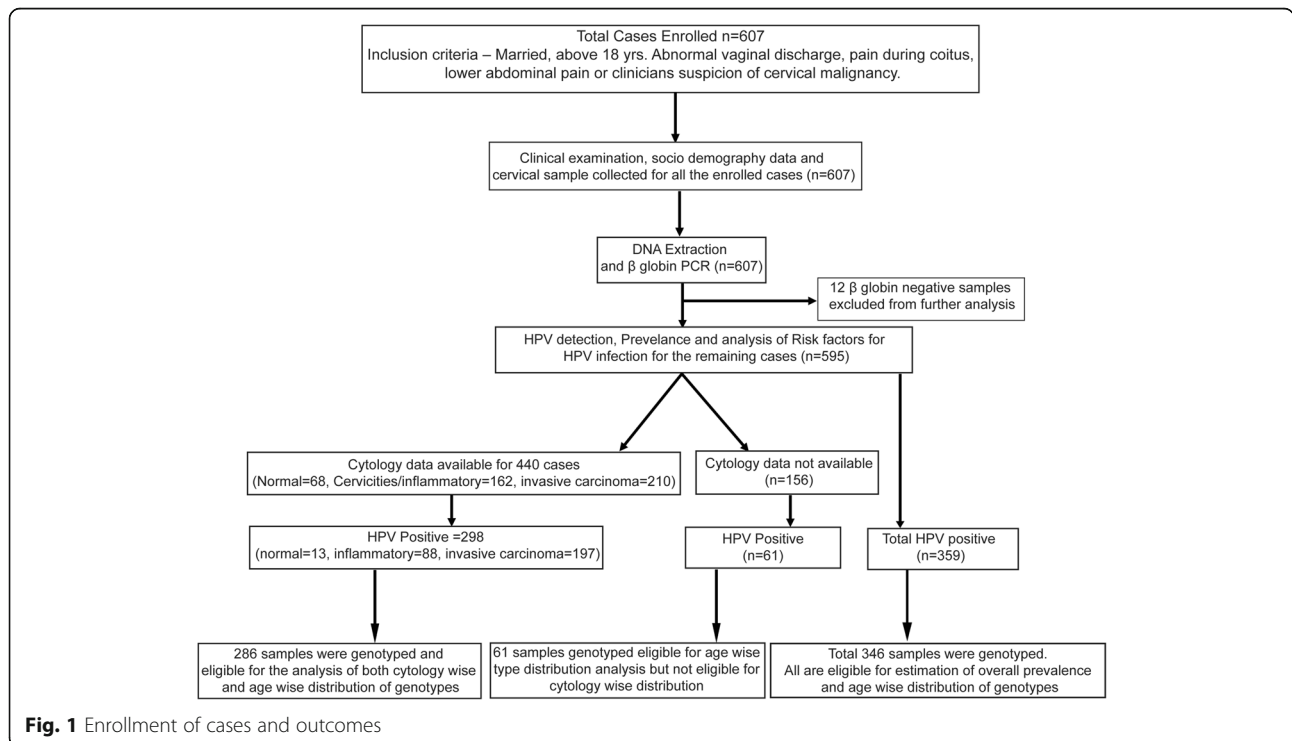 Total Cases Enrolled n=607
Inclusion criteria – Married, above 18 yrs. Abnormal vaginal discharge, pain during coitus,
lower abdominal pain or clinicians suspicion of cervical malignancy.
Clinical examination, socio demography data and
cervical sample collected for all the enrolled cases (n=607)
DNA Extraction
and β globin PCR (n=607)
12 β globin negative samples
excluded from further analysis
HPV detection, Prevelance and analysis of Risk factors for
HPV infection for the remaining cases (n=595)
Cytology data available for 440 cases
(Normal=68, Cervicities/inflammatory=162, invasive carcinoma=210)
Cytology data not available
(n=156)
HPV Positive =298
(normal=13, inflammatory=88, invasive carcinoma=197)
HPV Positive
(n=61)
Total HPV positive
(n=359)
286 samples were genotyped and
eligible for the analysis of both cytology wise
and age wise distribution of genotypes
61 samples genotyped eligible for age wise
type distribution analysis but not eligible for
cytology wise distribution
Total 346 samples were genotyped.
All are eligible for estimation of overall prevalence
and age wise distribution of genotypes
Fig. 1 Enrollment of cases and outcomes